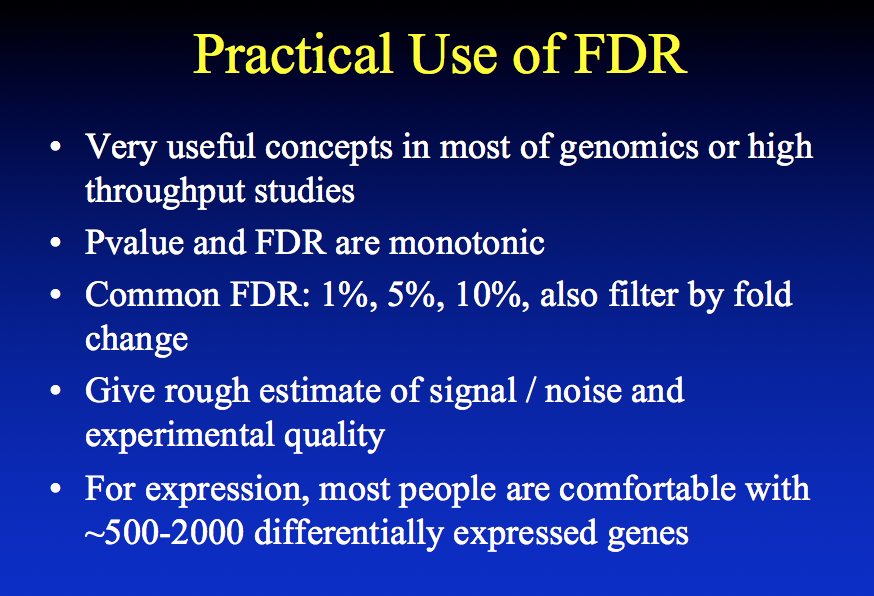 Practical Use of FDR
• Very useful concepts in most of genomics or high
throughput studies
• Pvalue and FDR are monotonic
• Common FDR: 1%, 5%, 10%, also filter by fold
change
• Give rough estimate of signal / noise and
experimental quality
• For expression, most people are comfortable with
~500-2000 differentially expressed genes